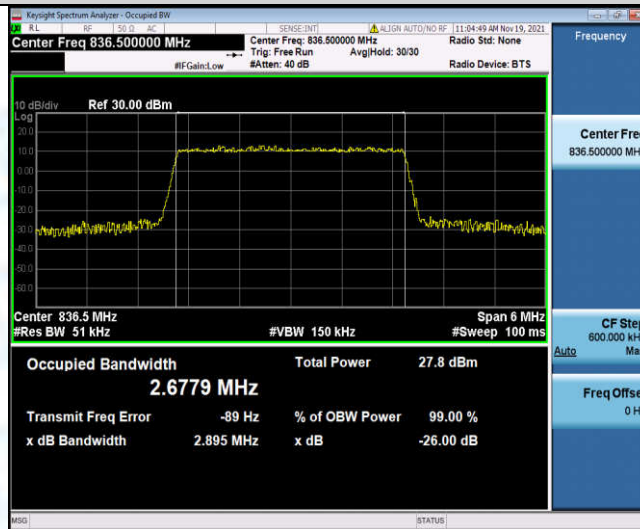 Keysight Spectrum Analyzer - Occupied BW
RL RF 50 Ω AC SENSE:INT ALIGN AUTO/NO RF 11:04:49 AM Nov 19, 2021
Center Freq 836.500000 MHz
Center Freq: 836.500000 MHz Radio Std: None
Trig: Free Run Avg|Hold: 30/30
#IFGain:Low #Atten: 40 dB Radio Device: BTS
Frequency
10 dB/div Ref 30.00 dBm
Log
20.0
10.0
0.00
-10.0
-20.0
-30.0
-40.0
-50.0
-60.0
Center Fre
836.500000 MH
Center 836.5 MHz Span 6 MHz
#Res BW 51 kHz #VBW 150 kHz #Sweep 100 ms
CF Ste
600.000 kH
Auto Ma
Occupied Bandwidth Total Power 27.8 dBm
2.6779 MHz
Transmit Freq Error -89 Hz % of OBW Power 99.00 %
x dB Bandwidth 2.895 MHz x dB -26.00 dB
Freq Offse
0 H
MSG STATUS